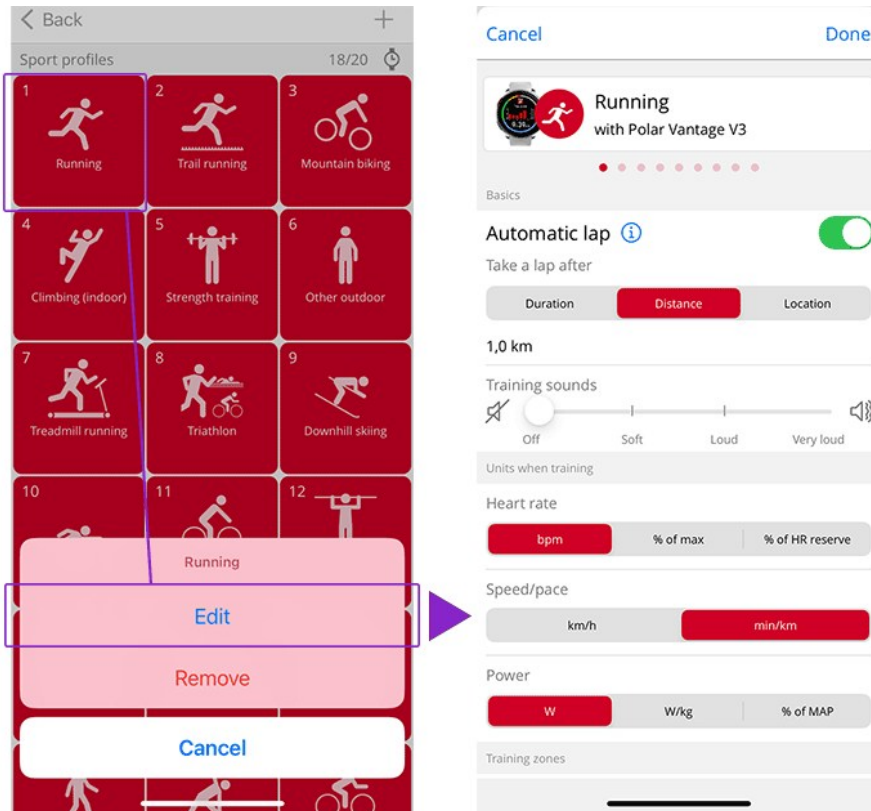 Back
Sport profiles 18/20
1
Running
2
Trail running
3
Mountain biking
4
Climbing (indoor)
5
Strength training
6
Other outdoor
7
Treadmill running
8
Triathlon
9
Downhill skiing
10
11
12
Running
Edit
Remove
Cancel
Cancel Done
Running
with Polar Vantage V3
Basics
Automatic lap
Take a lap after
Duration Distance Location
1,0 km
Training sounds
Off Soft Loud Very loud
Units when training
Heart rate
bpm % of max % of HR reserve
Speed/pace
km/h min/km
Power
W W/kg % of MAP
Training zones